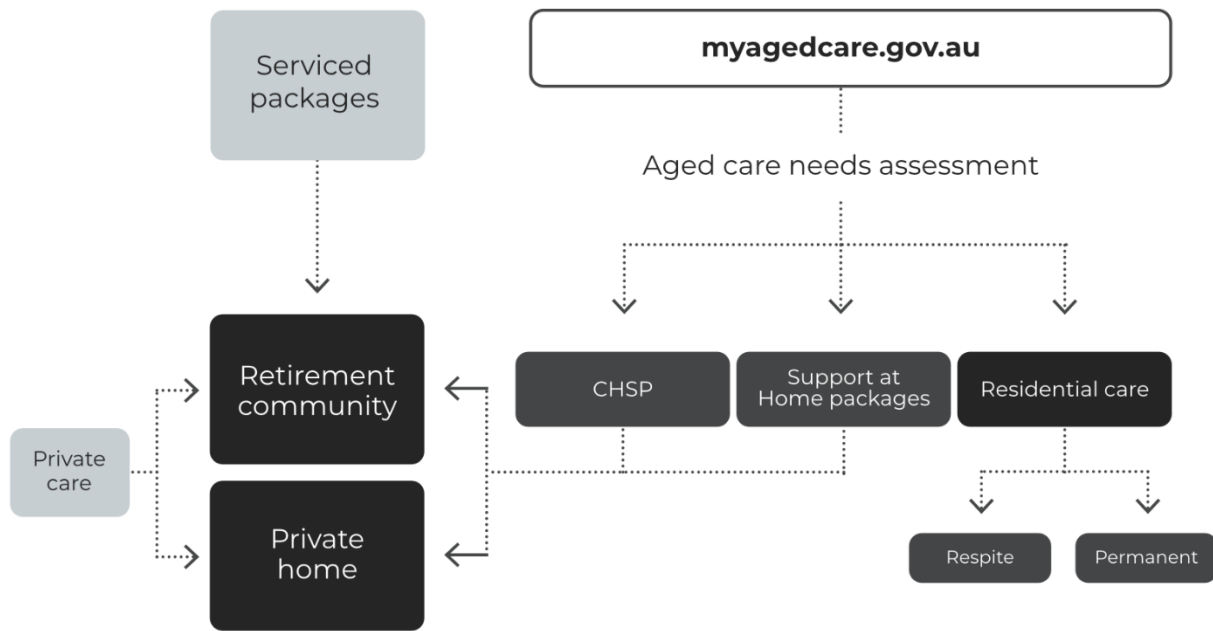 Serviced
packages
myagedcare.gov.au
Aged care needs assessment
Retirement
community
CHSP
Support at
Home packages
Residential care
Private
care
Private
home
Respite
Permanent